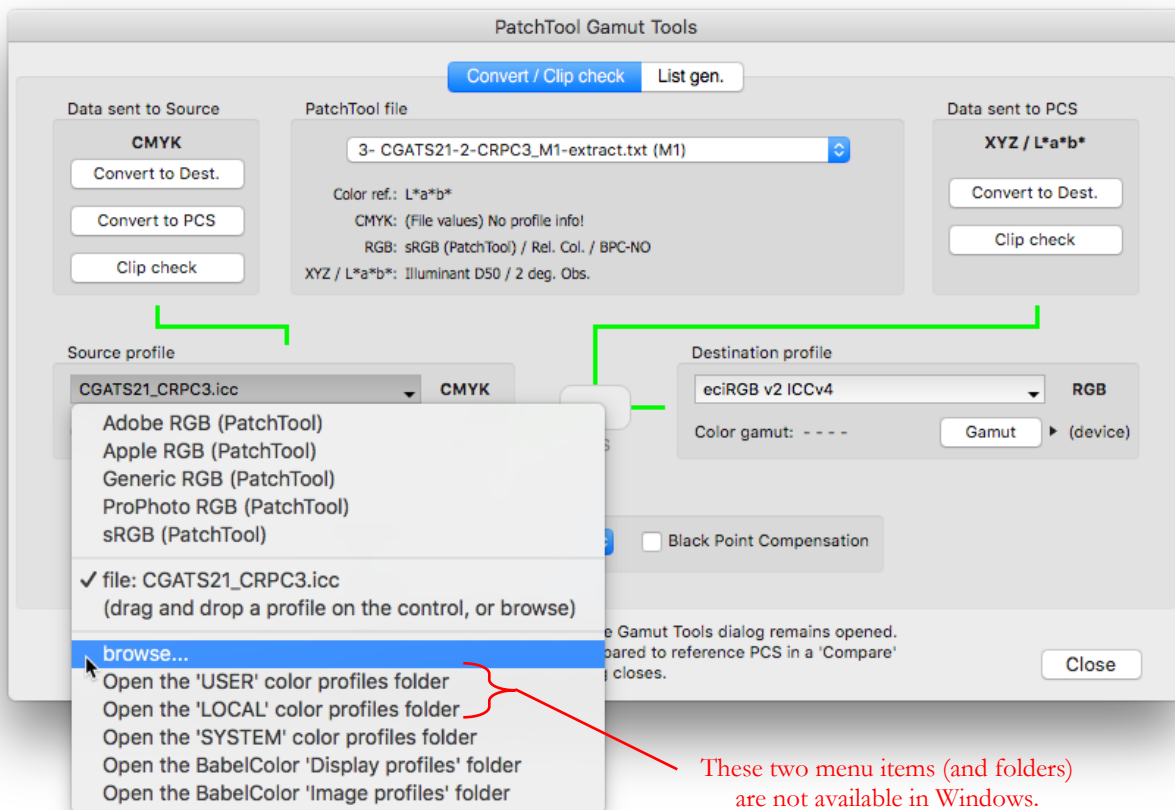 PatchTool Gamut Tools
Convert / Clip check
List gen.
Data sent to Source
CMYK
Convert to Dest.
Convert to PCS
Clip check
PatchTool file
3- CGATS21-2-CRPC3_M1-extract.txt (M1)
Color ref.: L*a*b*
CMYK: (File values) No profile info!
RGB: sRGB (PatchTool) / Rel. Col. / BPC-NO
XYZ / L*a*b*: Illuminant D50 / 2 deg. Obs.
Data sent to PCS
XYZ / L*a*b*
Convert to Dest.
Clip check
Source profile
CGATS21_CRPC3.icc
CMYK
Destination profile
eciRGB v2 ICCv4
RGB
Color gamut: - - - -
Gamut
(device)
Adobe RGB (PatchTool)
Apple RGB (PatchTool)
Generic RGB (PatchTool)
ProPhoto RGB (PatchTool)
sRGB (PatchTool)
✓ file: CGATS21_CRPC3.icc
(drag and drop a profile on the control, or browse)
browse...
Open the 'USER' color profiles folder
Open the 'LOCAL' color profiles folder
Open the 'SYSTEM' color profiles folder
Open the BabelColor 'Display profiles' folder
Open the BabelColor 'Image profiles' folder
Black Point Compensation
e Gamut Tools dialog remains opened.
pared to reference PCS in a 'Compare'
closes.
Close
These two menu items (and folders)
are not available in Windows.